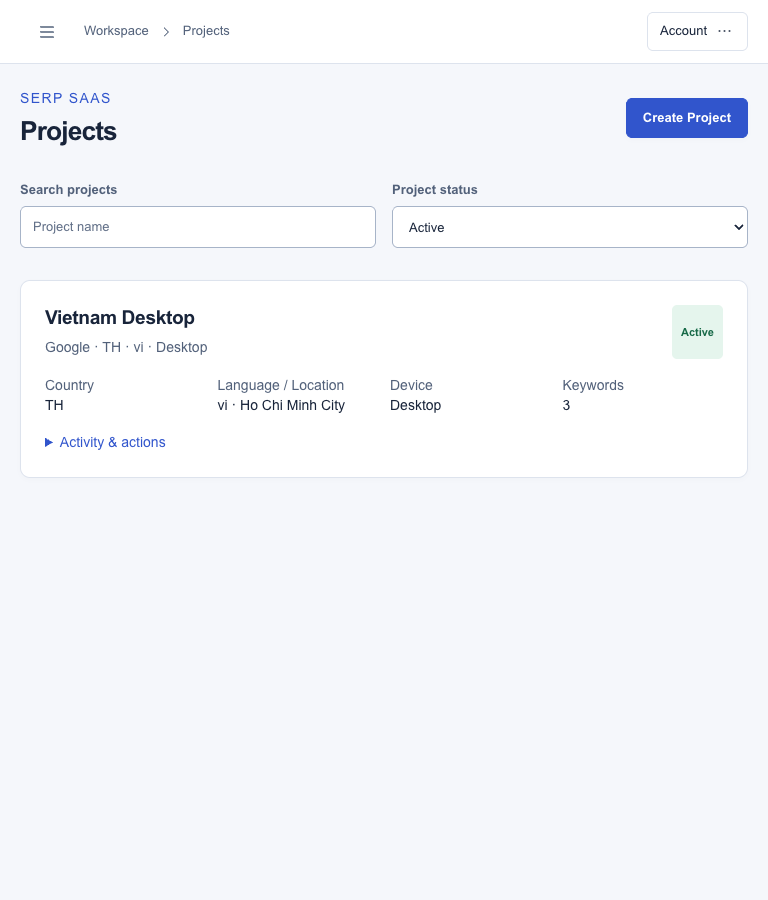 Workspace > Projects
Account ···
SERP SAAS
Projects
Create Project
Search projects
Project status
Project name
Active
Vietnam Desktop
Active
Google · TH · vi · Desktop
Country
Language / Location
Device
Keywords
TH
vi · Ho Chi Minh City
Desktop
3
Activity & actions